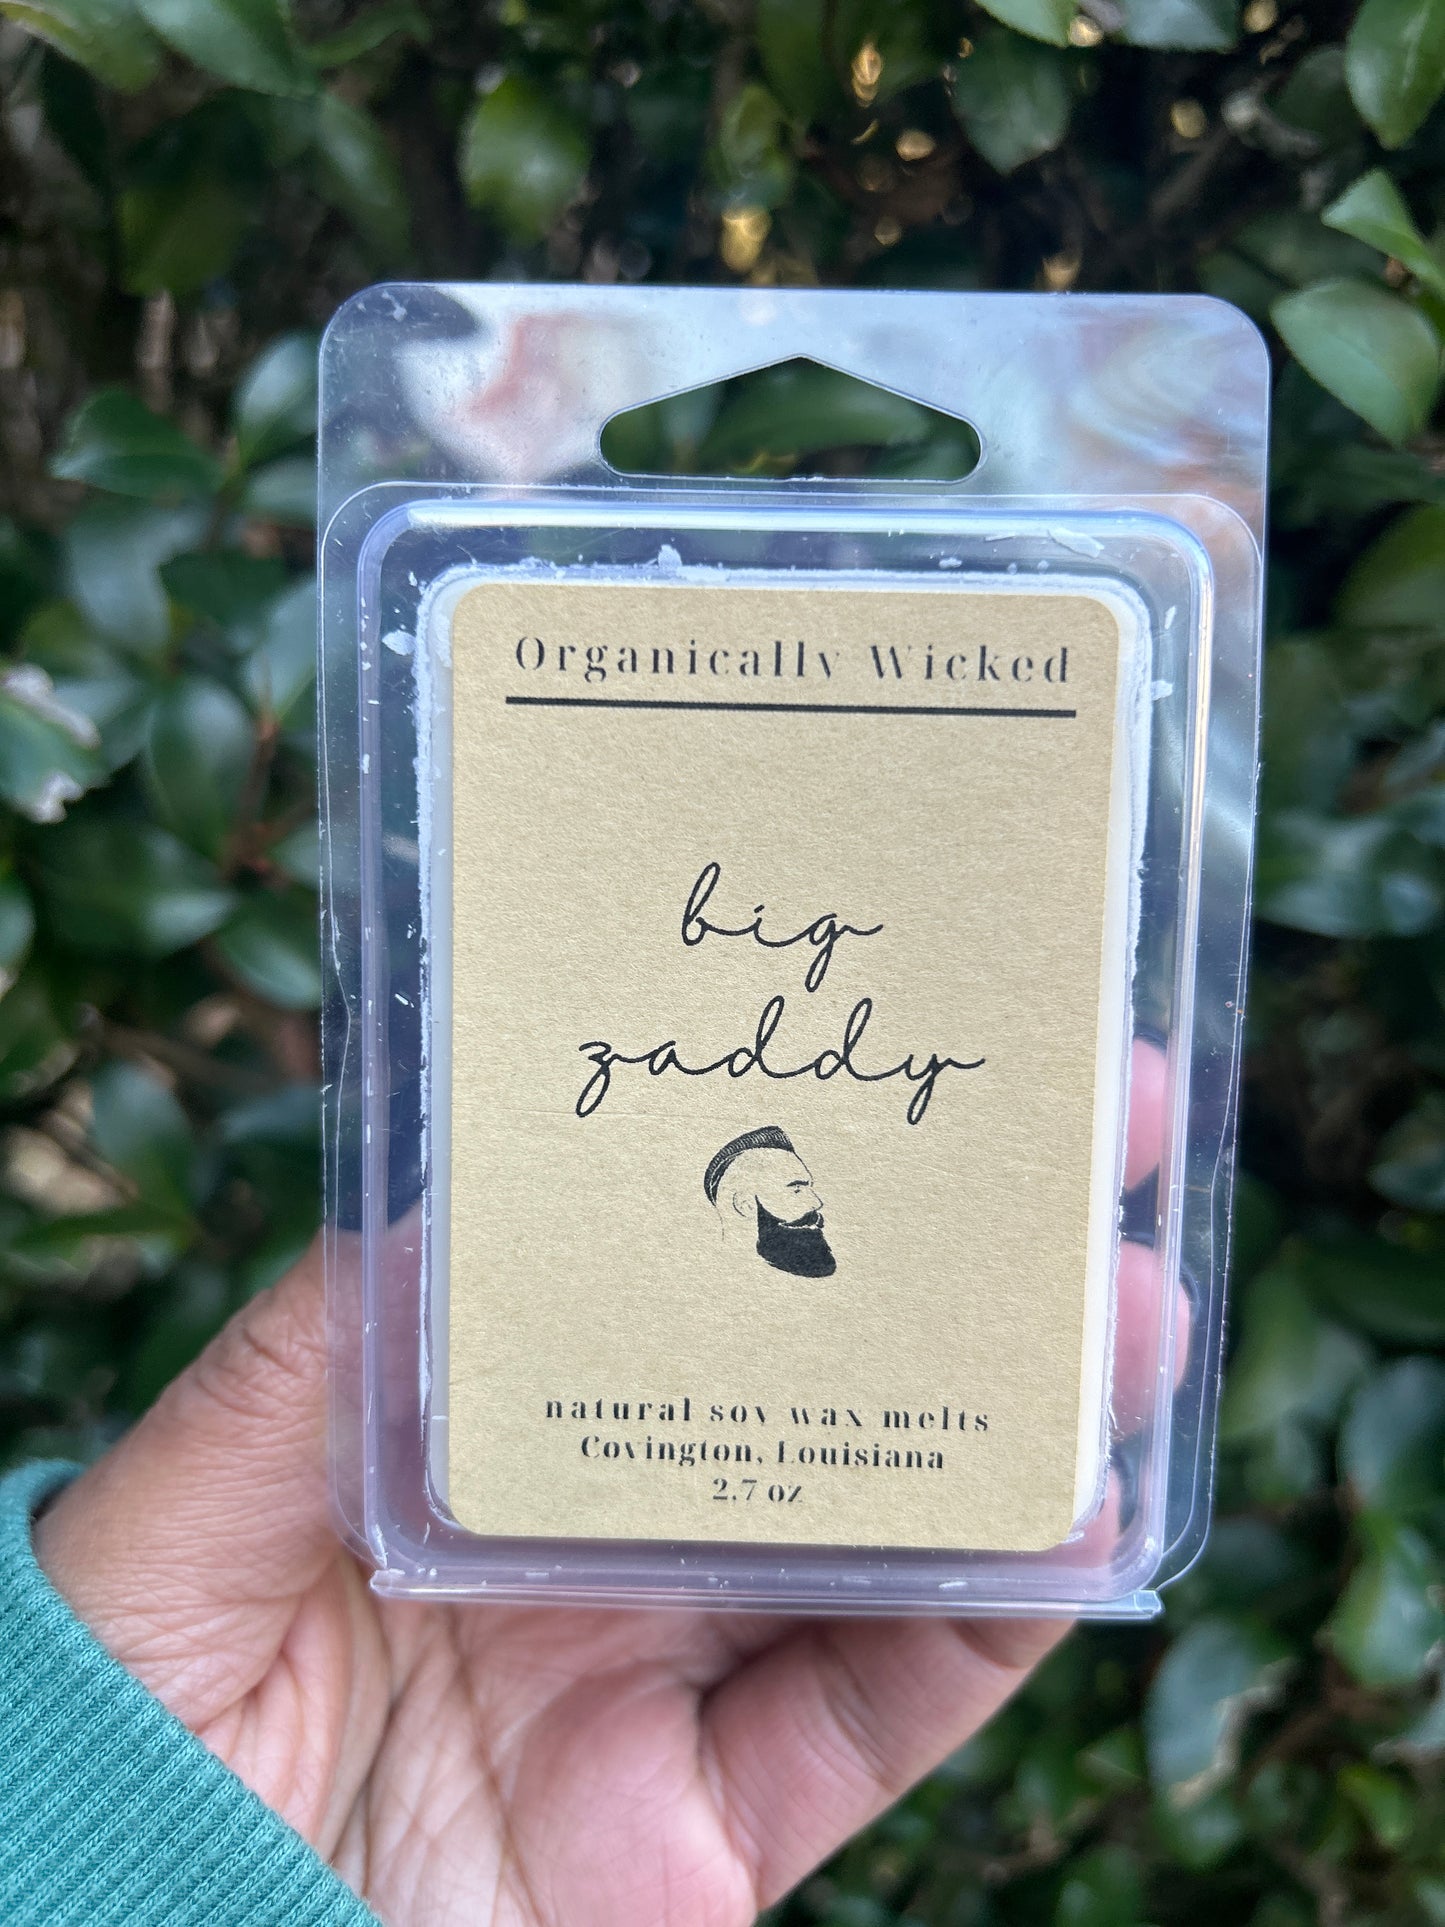 Organically Wicked
big
zaddy
natural soy wax melts
Covington, Louisiana
2.7 oz